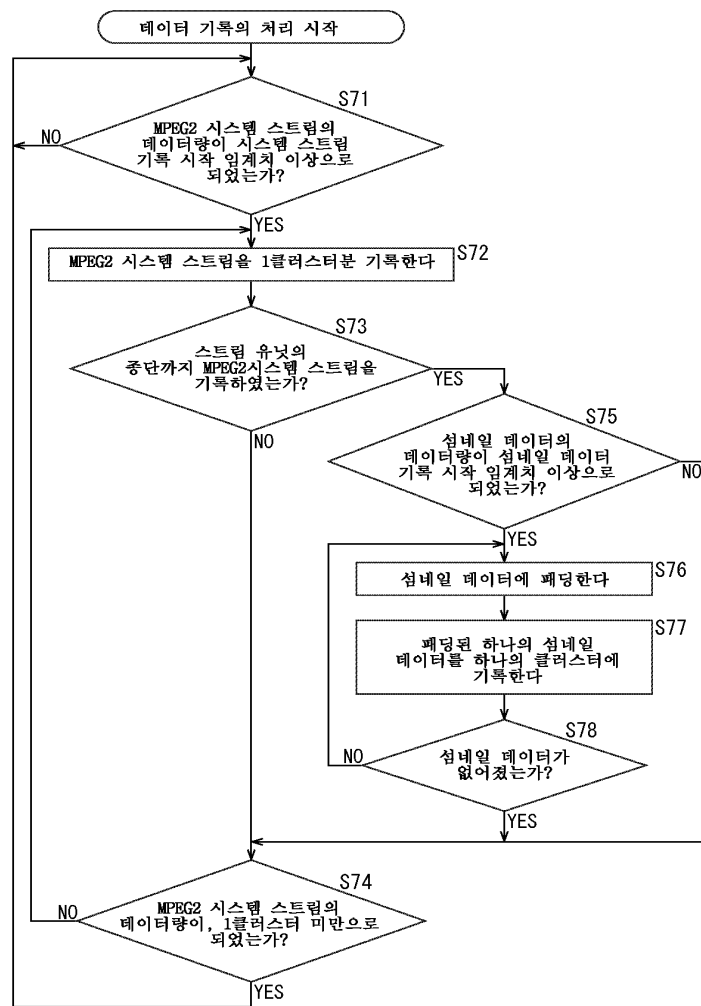 데이터 기록의 처리 시작
S71
MPEG2 시스템 스트림의
데이터량이 시스템 스트림
기록 시작 임계치 이상으로
되었는가?
NO
YES
MPEG2 시스템 스트림을 1클러스터분 기록한다
S72
S73
스트림 유닛의
종단까지 MPEG2시스템 스트림을
기록하였는가?
YES
NO
S75
섬네일 데이터의
데이터량이 섬네일 데이터
기록 시작 임계치 이상으로
되었는가?
NO
YES
섬네일 데이터에 패딩한다
S76
패딩된 하나의 섬네일
데이터를 하나의 클러스터에
기록한다
S77
S78
섬네일 데이터가
없어졌는가?
NO
YES
S74
MPEG2 시스템 스트림의
데이터량이, 1클러스터 미만으로
되었는가?
NO
YES